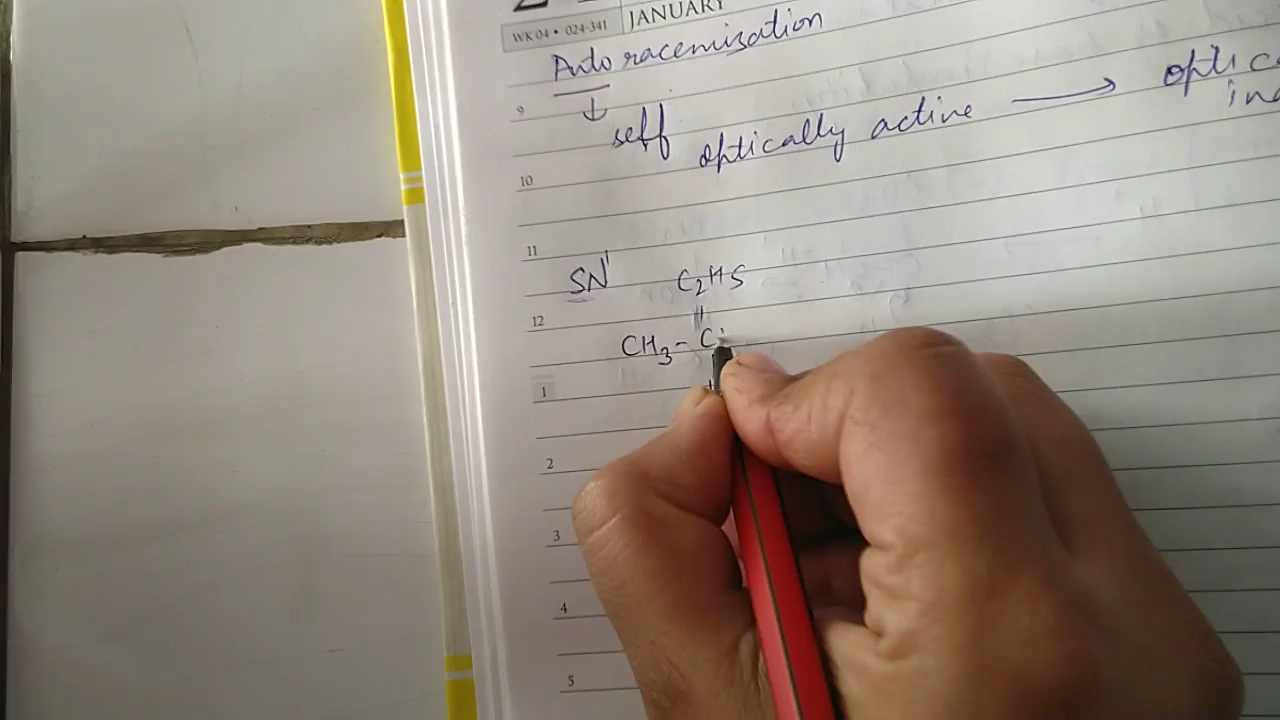 WK 04 • 024-341 JANUARY
Auto racemization
9
self optically active → optic
ina
10
11
SN1 C2H5
12
CH3 - C
1
2
3
4
5